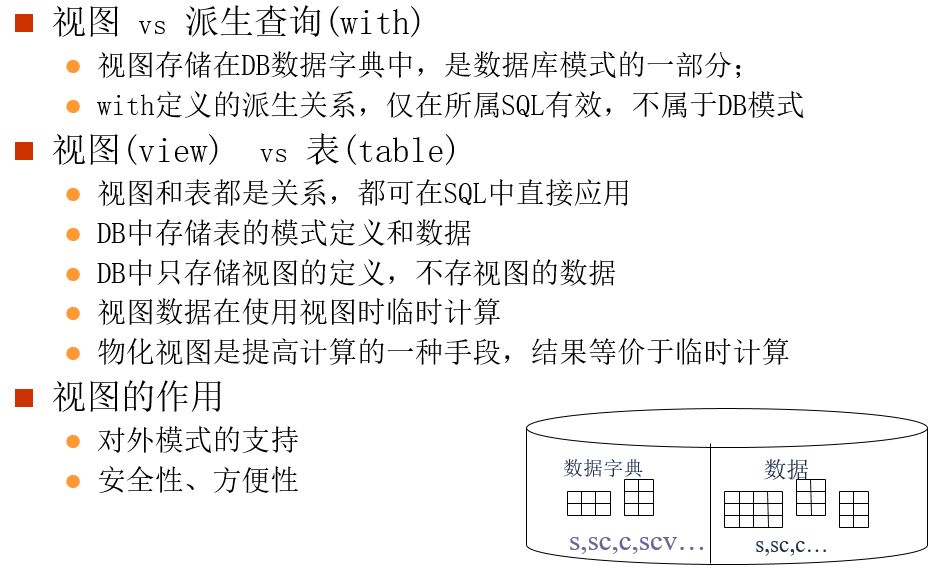 视图 vs 派生查询(with)
视图存储在DB数据字典中，是数据库模式的一部分；
with定义的派生关系，仅在所属SQL有效，不属于DB模式
视图(view) vs 表(table)
视图和表都是关系，都可在SQL中直接应用
DB中存储表的模式定义和数据
DB中只存储视图的定义，不存视图的数据
视图数据在使用视图时临时计算
物化视图是提高计算的一种手段，结果等价于临时计算
视图的作用
对外模式的支持
安全性、方便性
数据字典
数据
s,sc,c,scv…
s,sc,c…